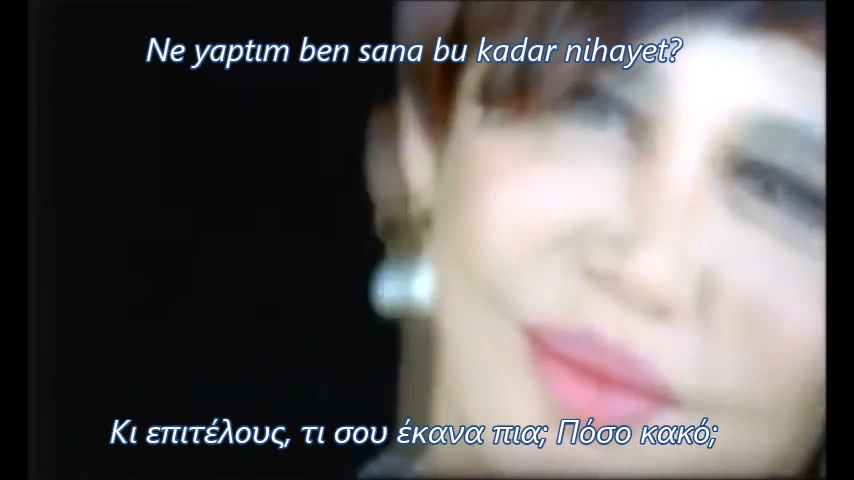 Ne yaptım ben sana bu kadar nihayet?
Κι επιτέλους, τι σου έκανα πια; Πόσο κακό;